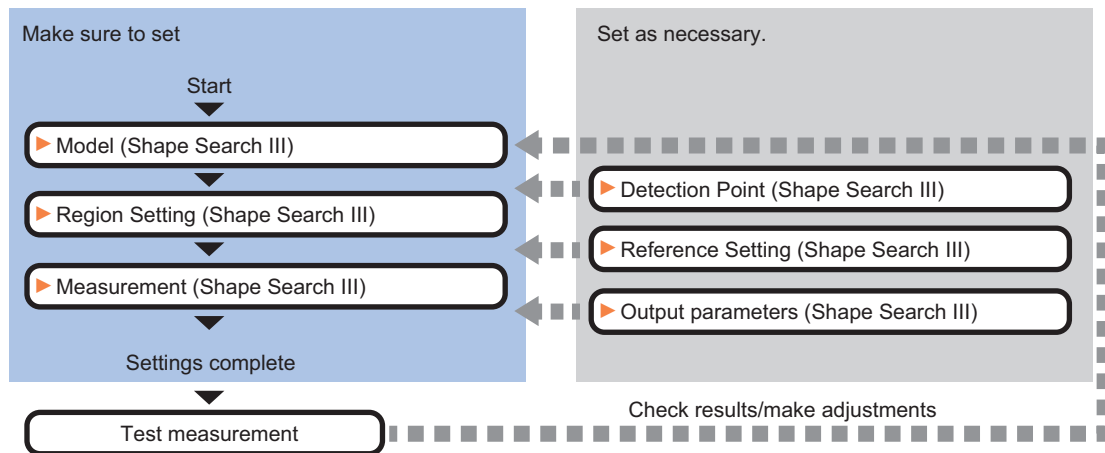 Make sure to set
Start
Model (Shape Search III)
Region Setting (Shape Search III)
Measurement (Shape Search III)
Settings complete
Test measurement
Set as necessary.
Detection Point (Shape Search III)
Reference Setting (Shape Search III)
Output parameters (Shape Search III)
Check results/make adjustments